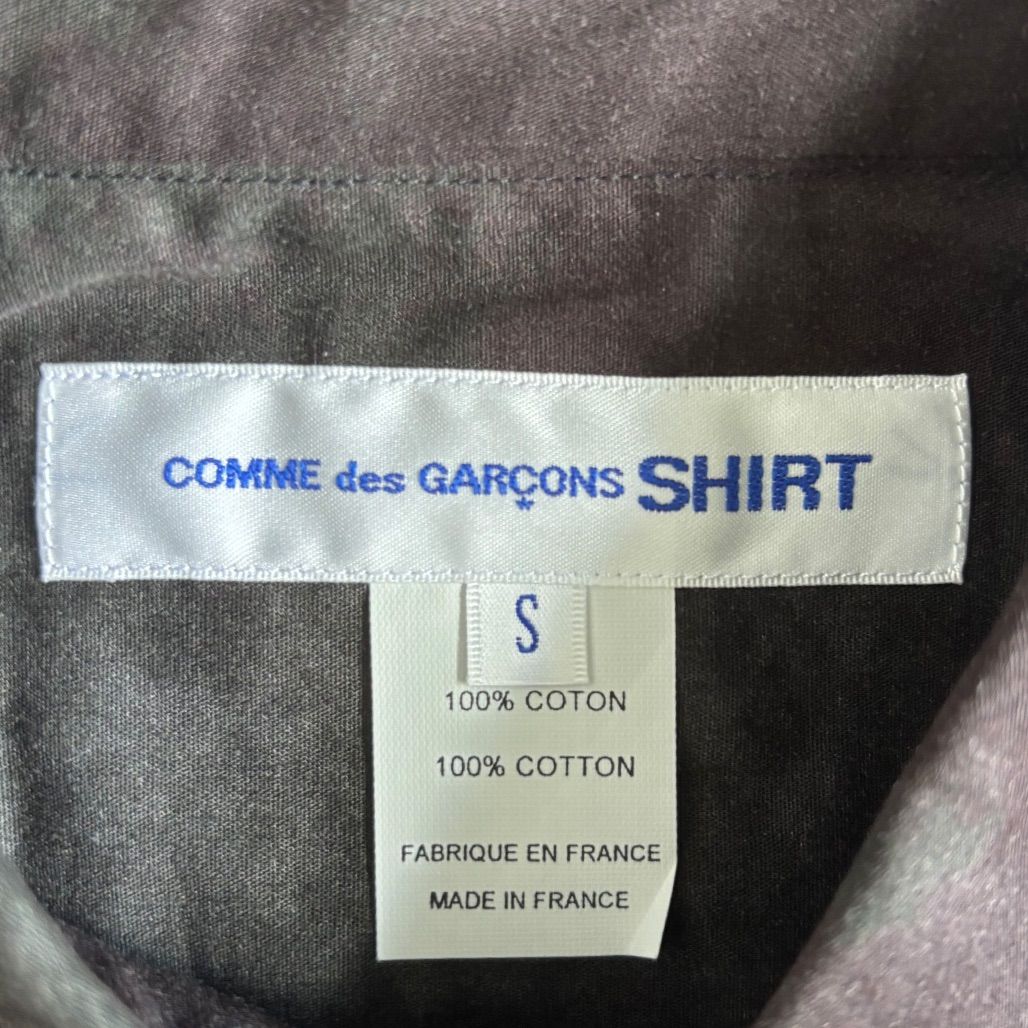 COMME des GARÇONS SHIRT
S
100% COTON
100% COTTON
FABRIQUE EN FRANCE
MADE IN FRANCE